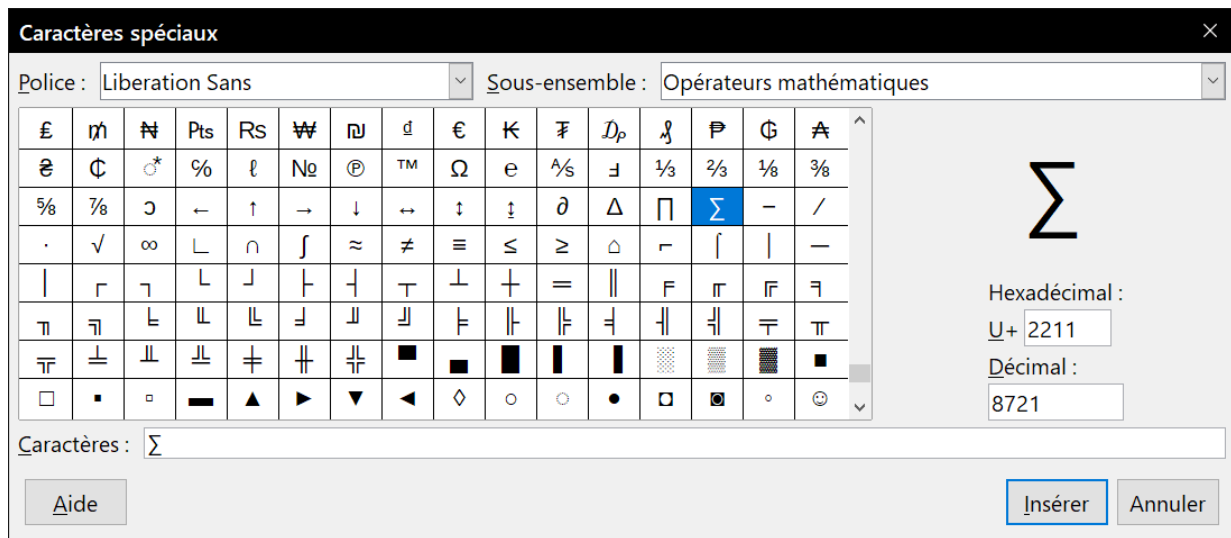 Caractères spéciaux
Police : Liberation Sans Sous-ensemble : Opérateurs mathématiques
₤ ₥ ₦ ₧ ₨ ₩ ₪ ₫ € ₭ ₮ ₯ ₰ ₱ ₲ ₳
₴ ₵ ⃰ ℅ ℓ № ℗ ™ Ω ℮ ⅍ ⅎ ⅓ ⅔ ⅛ ⅜
⅝ ⅞ ↄ ← ↑ → ↓ ↔ ↕ ↨ ∂ ∆ ∏ ∑ − ∕
∙ √ ∞ ∟ ∩ ∫ ≈ ≠ ≡ ≤ ≥ ⌂ ⌐ ⌠ │ ─
│ ┌ ┐ └ ┘ ├ ┤ ┬ ┴ ┼ ═ ║ ╒ ╓ ╔ ╕
╖ ╗ ╘ ╙ ╚ ╛ ╜ ╝ ╞ ╟ ╠ ╡ ╢ ╣ ╤ ╥
╦ ╧ ╨ ╩ ╪ ╫ ╬ ▀ ▄ █ ▌ ▐ ░ ▒ ▓ ■
□ ▪ ▫ ▬ ▲ ► ▼ ◄ ◊ ○ ◌ ● ◘ ◙ ◦ ☺
∑
Hexadécimal :
U+ 2211
Décimal :
8721
Caractères : ∑
Aide Insérer Annuler